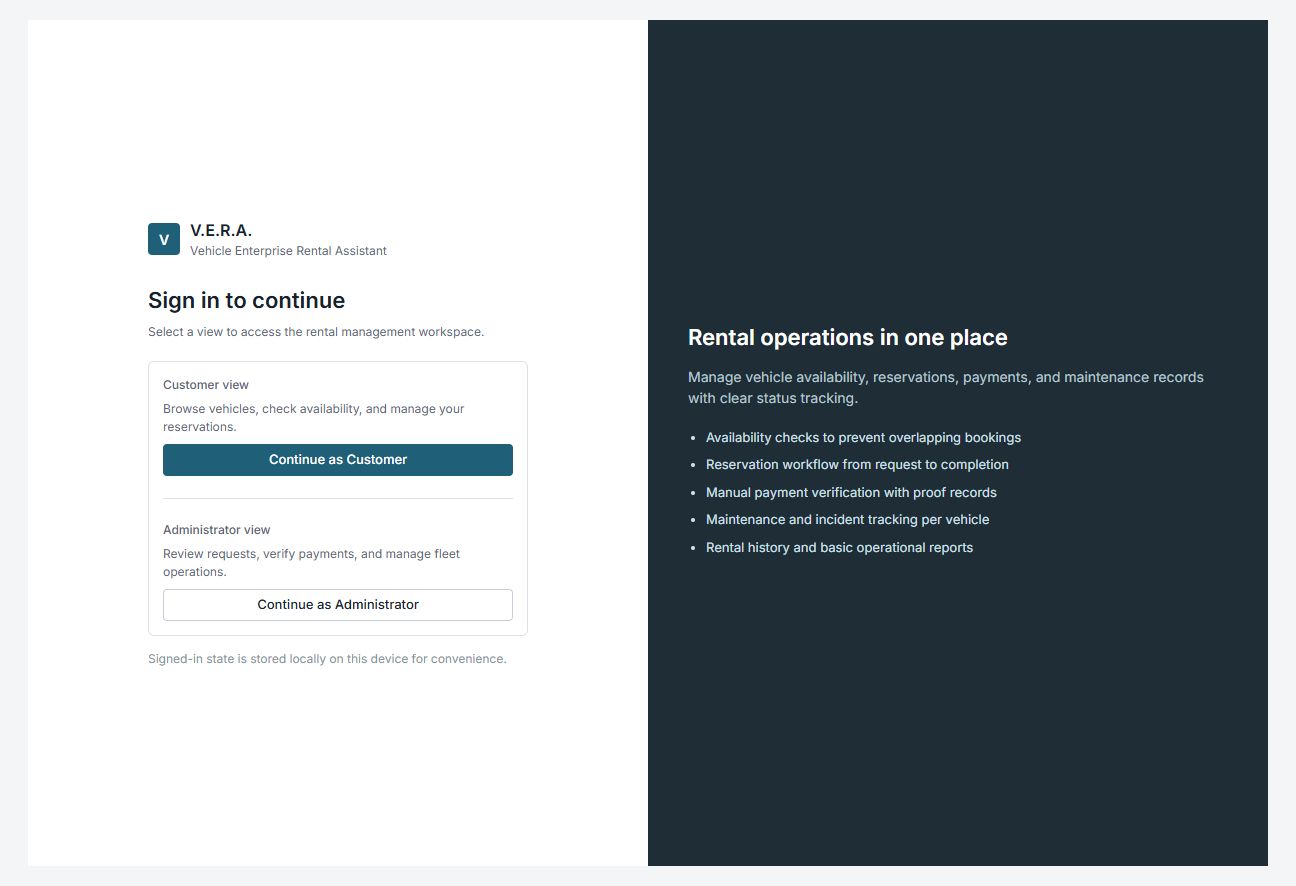 V
V.E.R.A.
Vehicle Enterprise Rental Assistant
Sign in to continue
Select a view to access the rental management workspace.
Customer view
Browse vehicles, check availability, and manage your
reservations.
Continue as Customer
Administrator view
Review requests, verify payments, and manage fleet
operations.
Continue as Administrator
Signed-in state is stored locally on this device for convenience.
Rental operations in one place
Manage vehicle availability, reservations, payments, and maintenance records
with clear status tracking.
• Availability checks to prevent overlapping bookings
• Reservation workflow from request to completion
• Manual payment verification with proof records
• Maintenance and incident tracking per vehicle
• Rental history and basic operational reports